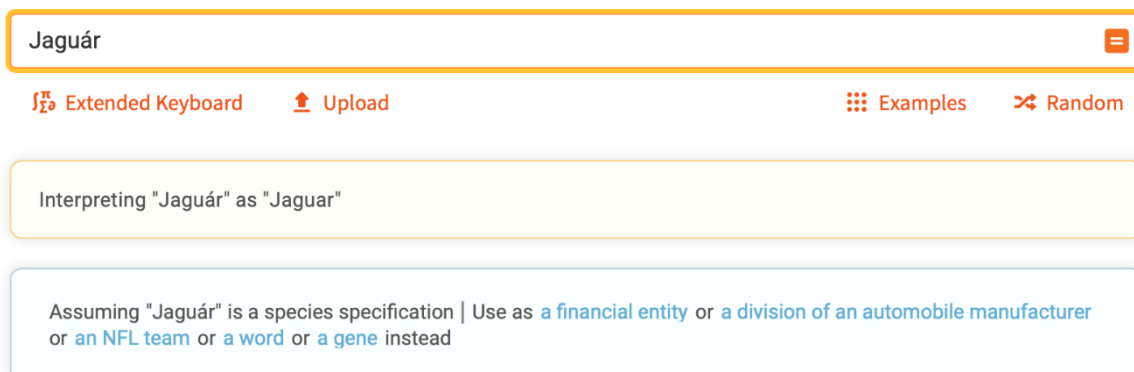 Jaguár
Extended Keyboard Upload Examples Random
Interpreting "Jaguár" as "Jaguar"
Assuming "Jaguár" is a species specification | Use as a financial entity or a division of an automobile manufacturer
or an NFL team or a word or a gene instead